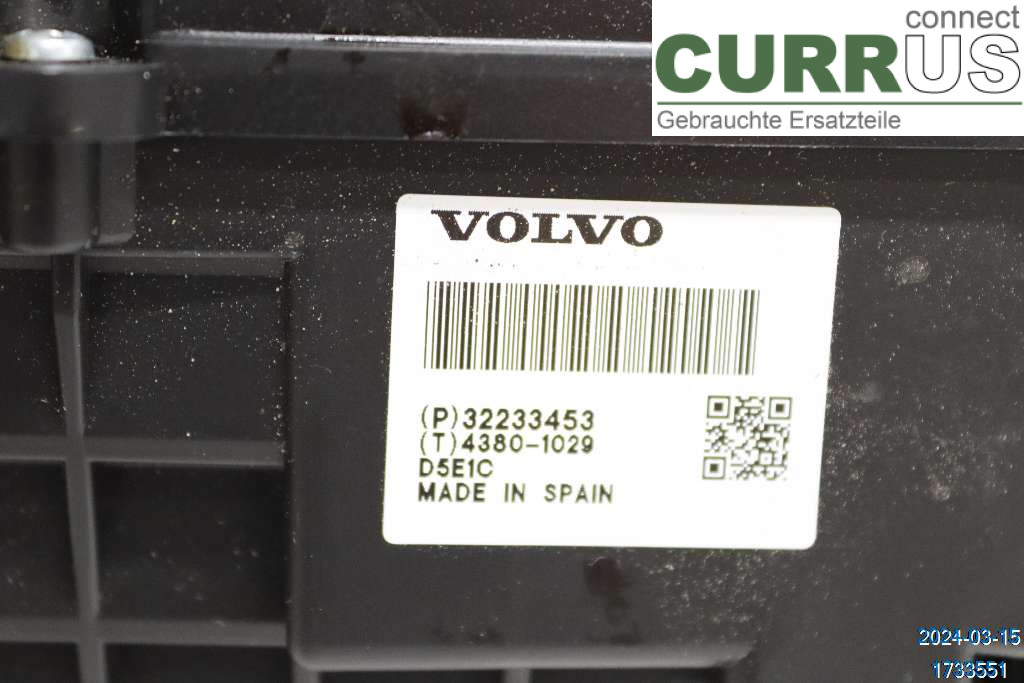 connect
CURRUS
Gebrauchte Ersatzteile
VOLVO
(P)32233453
(T)4380-1029
D5E1C
MADE IN SPAIN
2024-03-15
1733551